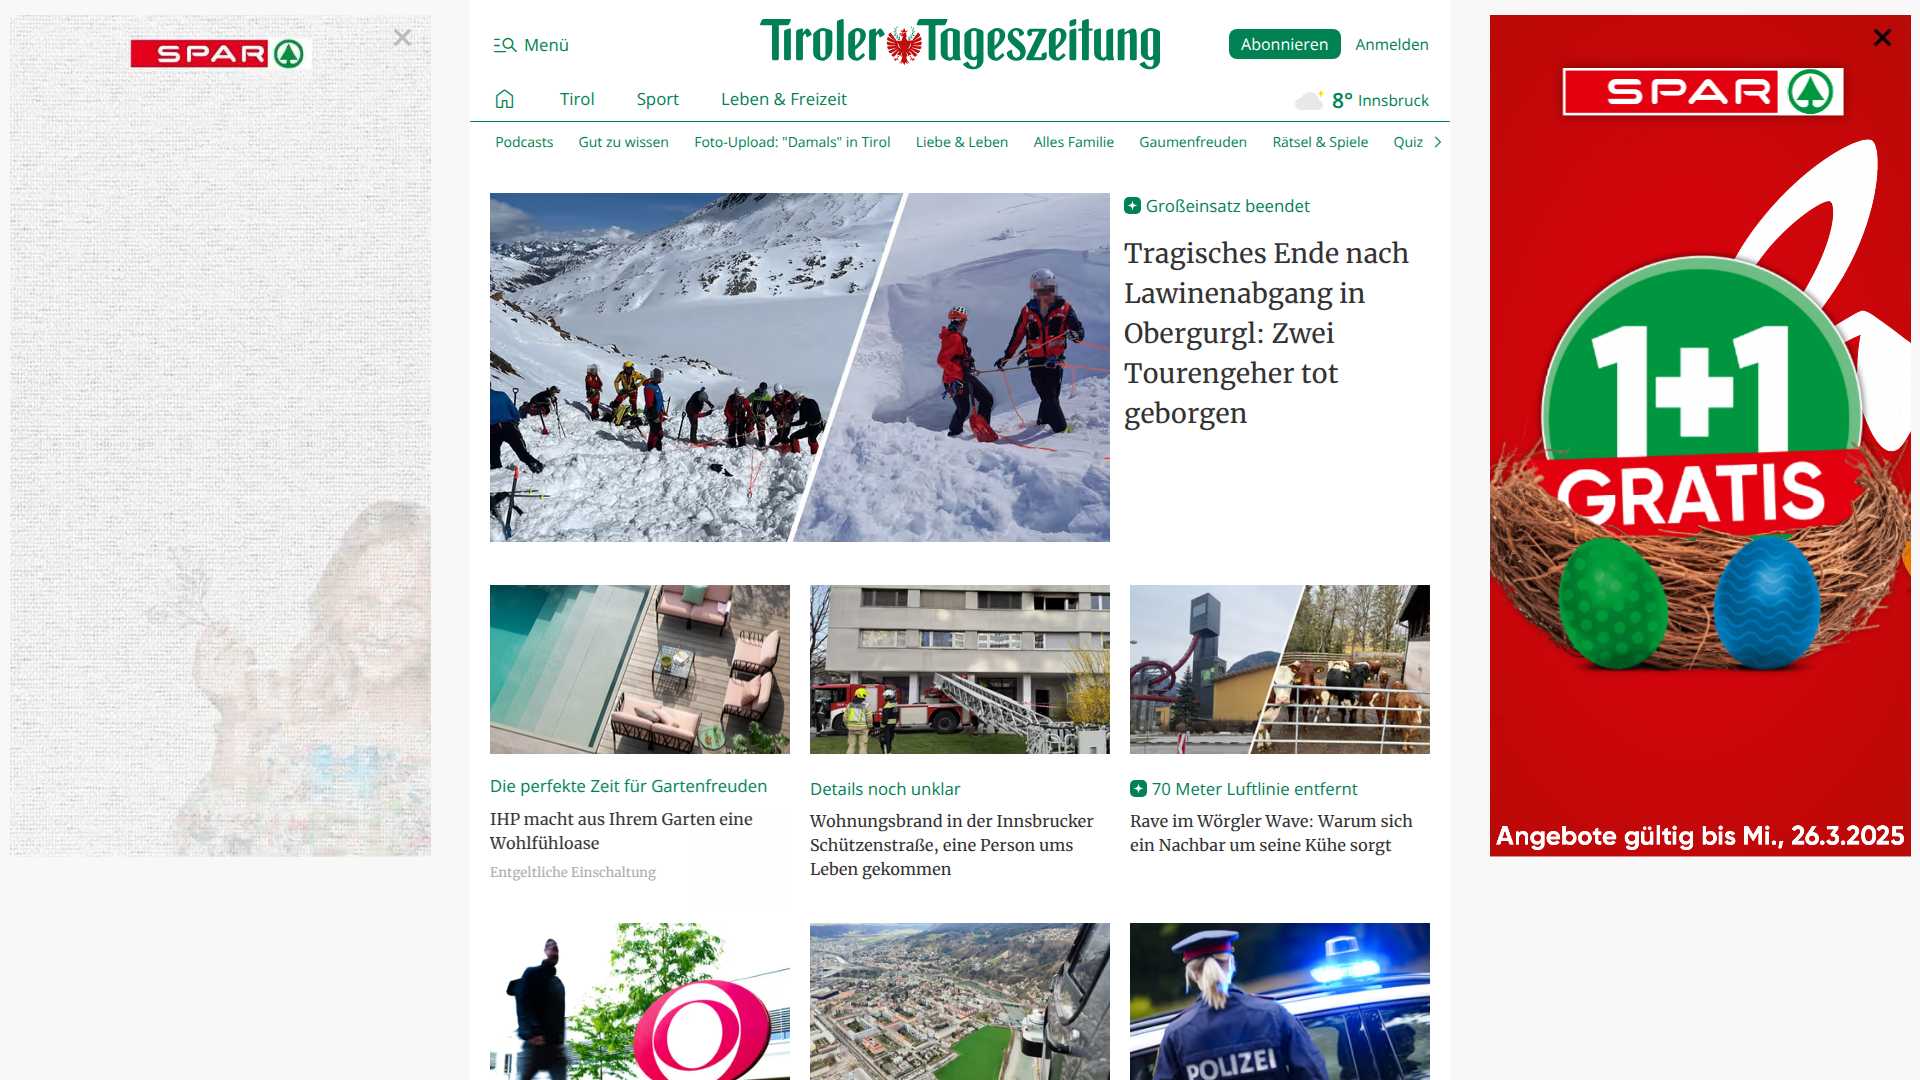 SPAR
Menü
Tiroler Tageszeitung
Abonnieren
Anmelden
Tirol
Sport
Leben & Freizeit
8° Innsbruck
Podcasts
Gut zu wissen
Foto-Upload: "Damals" in Tirol
Liebe & Leben
Alles Familie
Gaumenfreuden
Rätsel & Spiele
Quiz
Großeinsatz beendet
Tragisches Ende nach
Lawinenabgang in
Obergurgl: Zwei
Tourengeher tot
geborgen
Die perfekte Zeit für Gartenfreuden
IHP macht aus Ihrem Garten eine
Wohlfühloase
Entgeltliche Einschaltung
Details noch unklar
Wohnungsbrand in der Innsbrucker
Schützenstraße, eine Person ums
Leben gekommen
70 Meter Luftlinie entfernt
Rave im Wörgler Wave: Warum sich
ein Nachbar um seine Kühe sorgt
POLIZEI
SPAR
1+1
GRATIS
Angebote gültig bis Mi., 26.3.2025